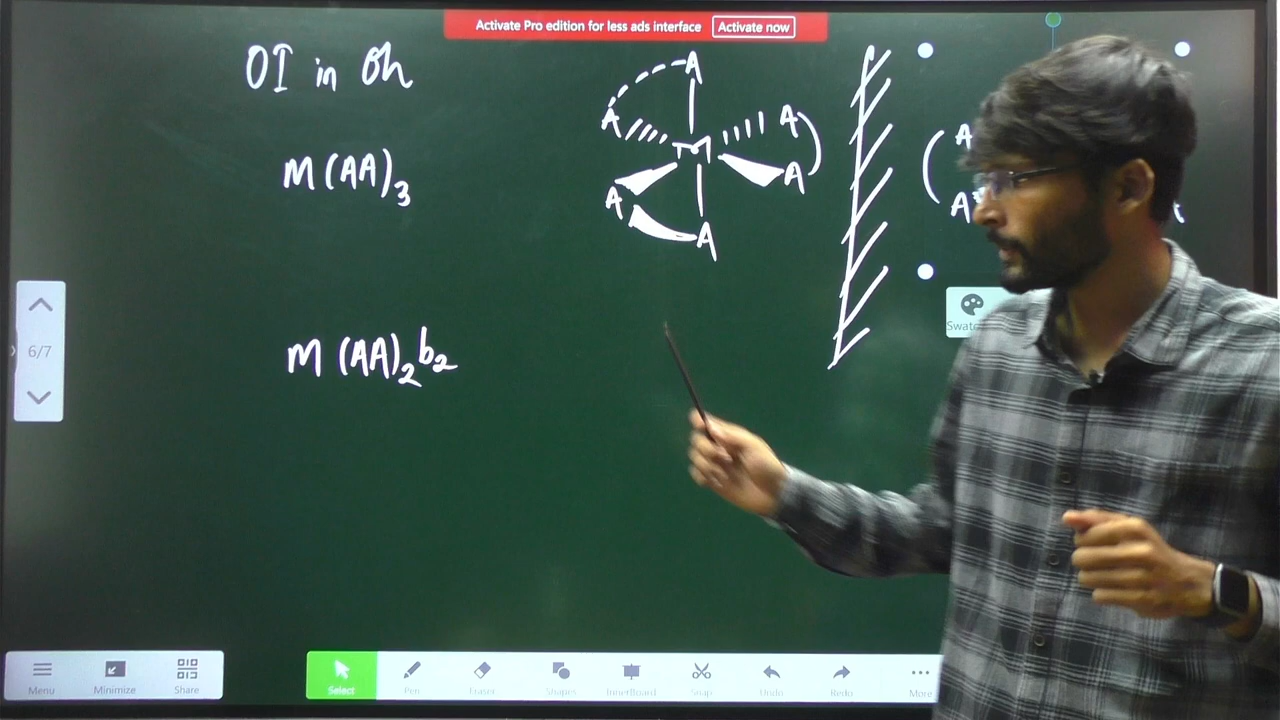 Activate Pro edition for less ads interface Activate now
OI in Oh
M(AA)3
A
A A
M
A A
A
A
A
M(AA)2b2
6/7
Swatc
Menu Minimize Share Select Pen Eraser Shapes InnerBoard Snap Undo Redo More